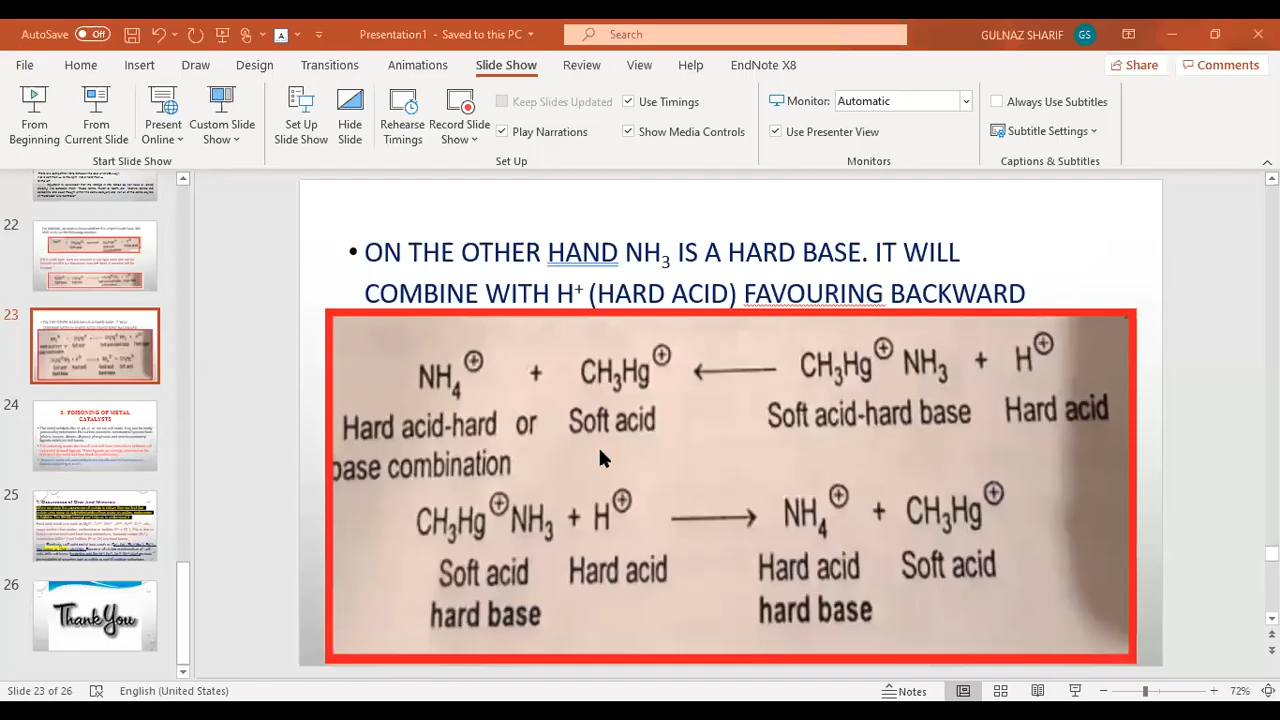 AutoSave Off A Presentation1 - Saved to this PC Search GULNAZ SHARIF GS
File Home Insert Draw Design Transitions Animations Slide Show Review View Help EndNote X8 Share Comments
From Beginning From Current Slide Present Online Custom Slide Show Set Up Slide Show Hide Slide Rehearse Timings Record Slide Show
Keep Slides Updated Use Timings
Play Narrations Show Media Controls
Monitor: Automatic
Use Presenter View
Always Use Subtitles
Subtitle Settings
Start Slide Show Set Up Monitors Captions & Subtitles
22
23
24
3. POISONING OF METAL
CATALYSTS
25
26
Thank You
• ON THE OTHER HAND NH₃ IS A HARD BASE. IT WILL
COMBINE WITH H⁺ (HARD ACID) FAVOURING BACKWARD
NH₄⊕ + CH₃Hg⊕ ← CH₃Hg⊕ NH₃ + H⊕
Hard acid-hard or Soft acid Soft acid-hard base Hard acid
base combination
CH₃Hg⊕NH₃ + H⊕ → NH₄⊕ + CH₃Hg⊕
Soft acid Hard acid Hard acid Soft acid
hard base hard base
Slide 23 of 26 English (United States) Notes 72%